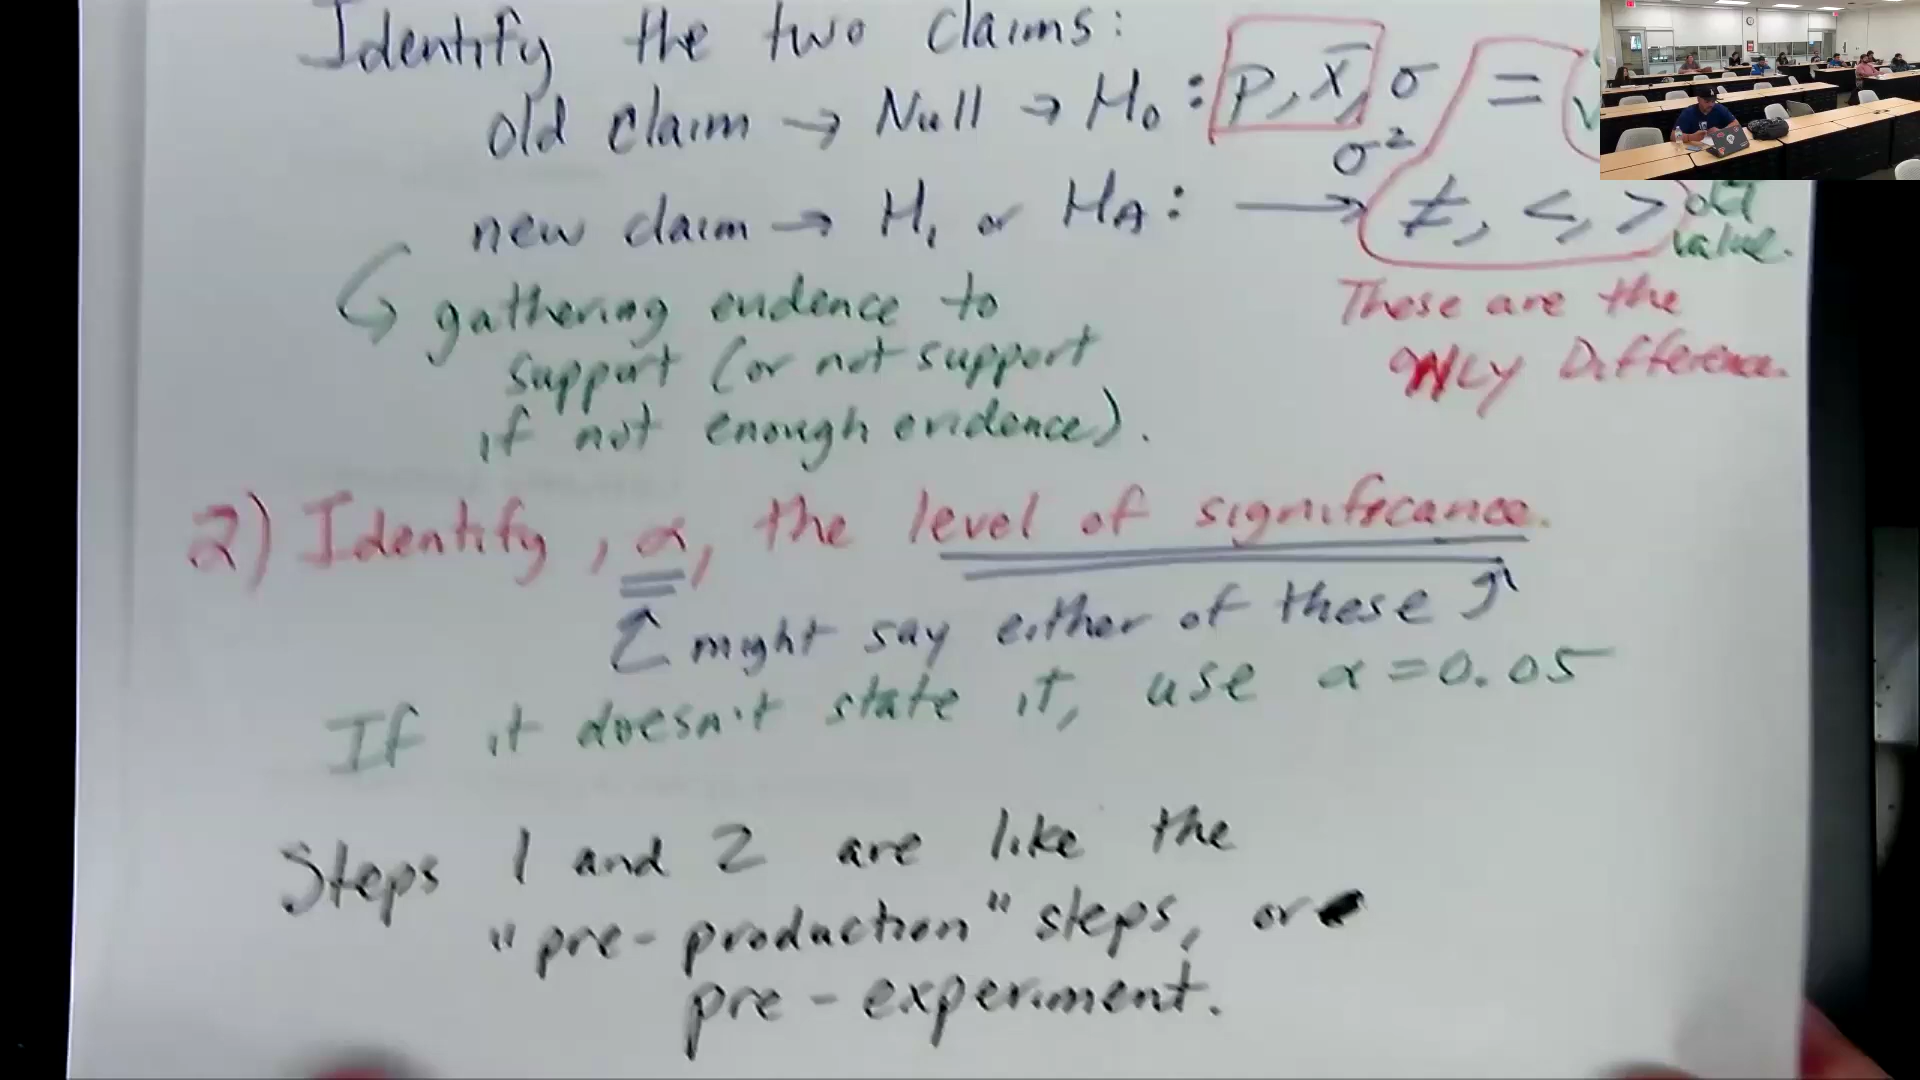 Identify the two claims:
old claim → Null → H₀ : p, x̄, σ =
σ²
new claim → H₁ or HA : → ≠, <, > old
value.
↳ gathering evidence to
support (or not support
if not enough evidence).
These are the
ONLY Difference.
2) Identify, α, the level of significance.
might say either of these
If it doesn't state it, use α = 0.05
Steps 1 and 2 are like the
"pre-production" steps, or
pre-experiment.